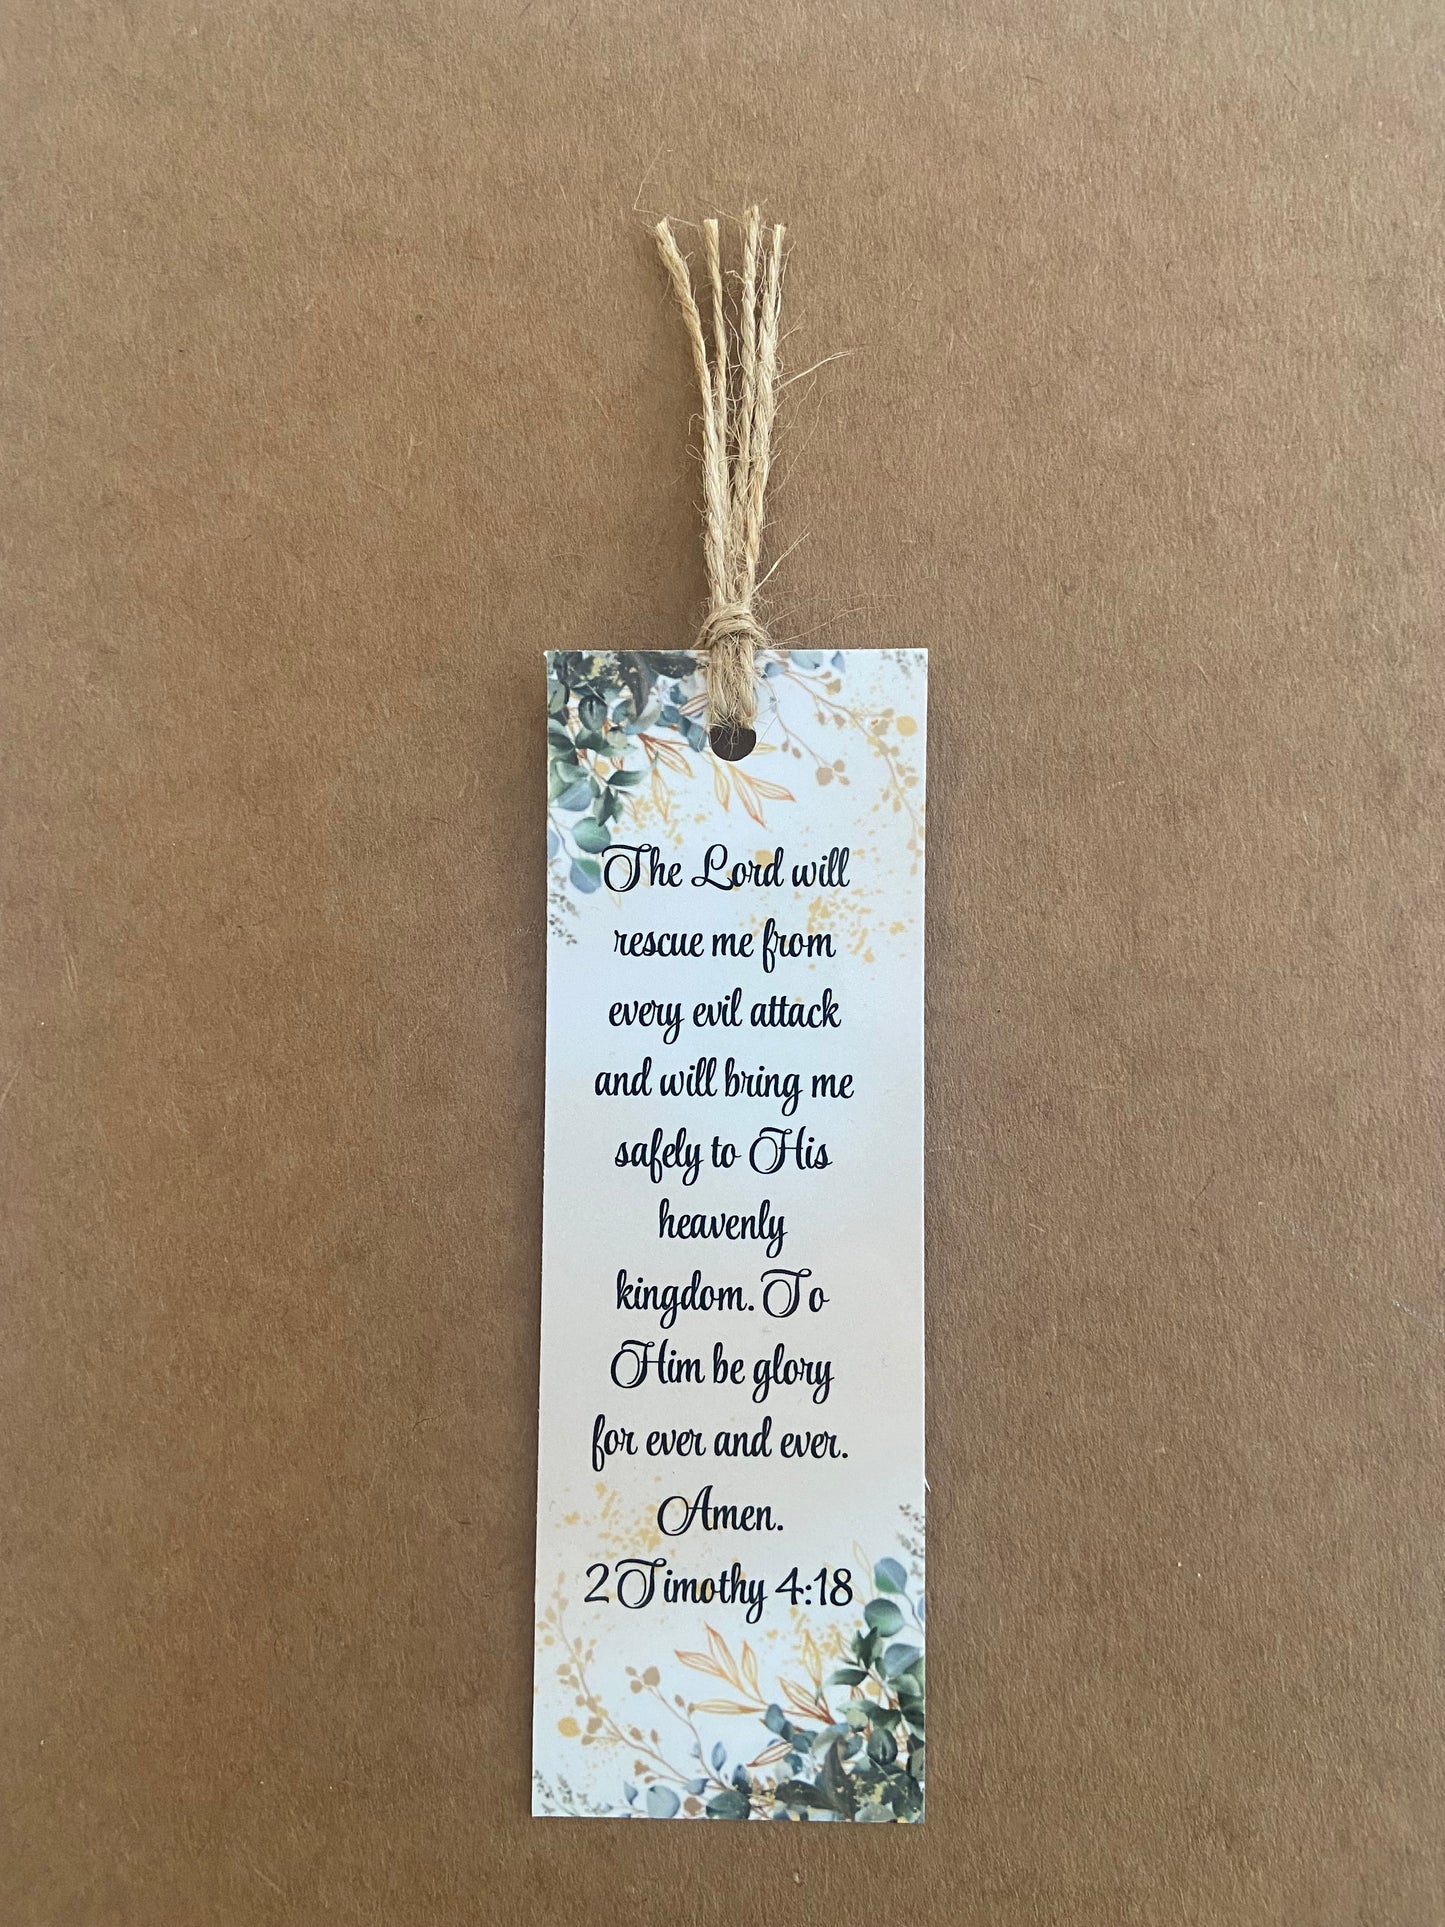 The Lord will
rescue me from
every evil attack
and will bring me
safely to His
heavenly
kingdom. To
Him be glory
for ever and ever.
Amen.
2 Timothy 4:18